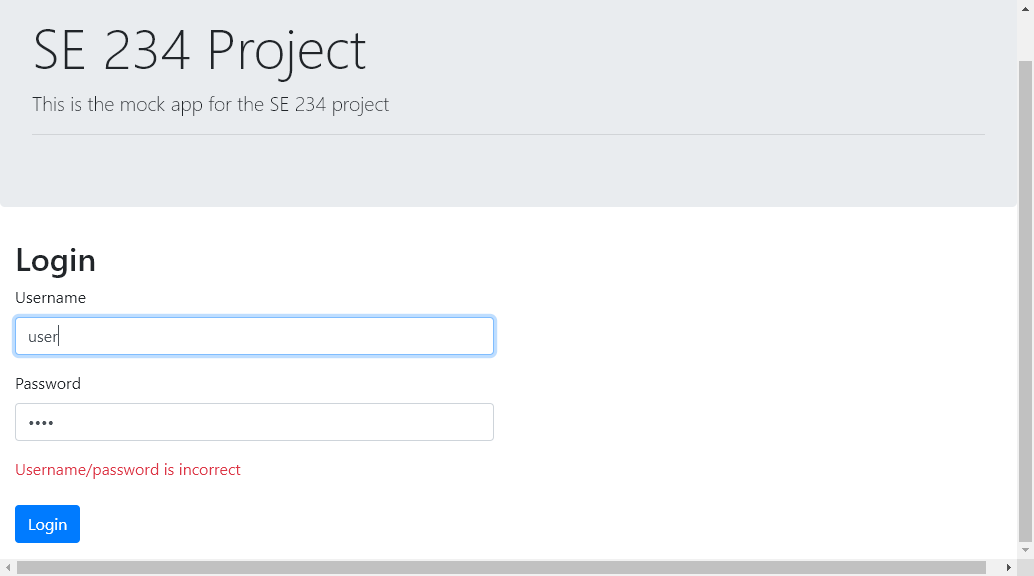 SE 234 Project
This is the mock app for the SE 234 project
Login
Username
user
Password
••••
Username/password is incorrect
Login